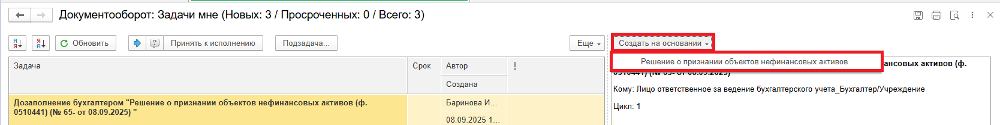 Документооборот: Задачи мне (Новых: 3 / Просроченных: 0 / Всего: 3)
Обновить
Принять к исполнению
Подзадача...
Еще
Создать на основании
Решение о признании объектов нефинансовых активов
Задача
Срок
Автор
Создана
Дозаполнение бухгалтером "Решение о признании объектов нефинансовых активов (ф.
0510441) (№ 65- от 08.09.2025) "
Баринова И...
08.09.2025 1...
ансовых активов (ф.
0510441) (№ 65- от 08.09.2025)
Кому: Лицо ответственное за ведение бухгалтерского учета_Бухгалтер/Учреждение
Цикл: 1